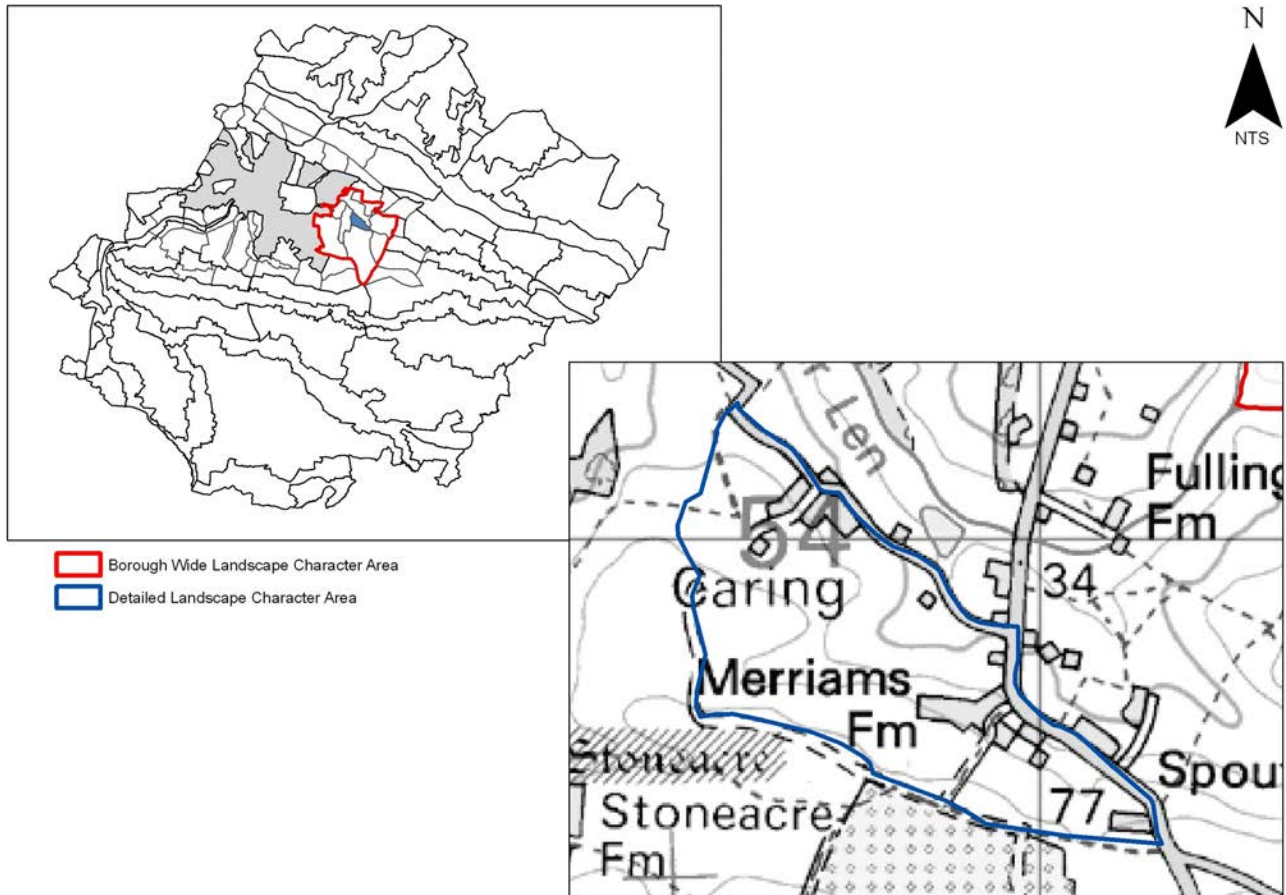 N
NTS
Borough Wide Landscape Character Area
Detailed Landscape Character Area
Len
Fulling
Fm
54
34
Caring
Merriams
Fm
Stoneacre
Spou
77
Stoneacre
Fm